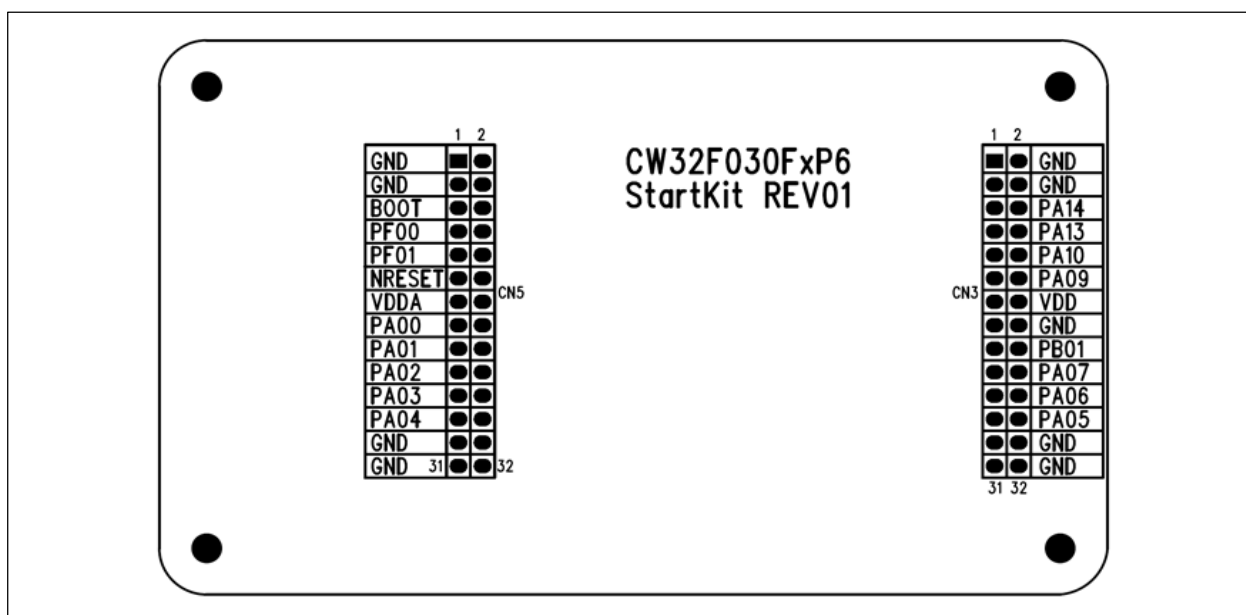 1 2
GND
GND
BOOT
PF00
PF01
NRESET
VDDA
PA00
PA01
PA02
PA03
PA04
GND
GND 31 32
CN5
CW32F030FxP6
StartKit REV01
1 2
GND
GND
PA14
PA13
PA10
PA09
VDD
GND
PB01
PA07
PA06
PA05
GND
GND
CN3
31 32